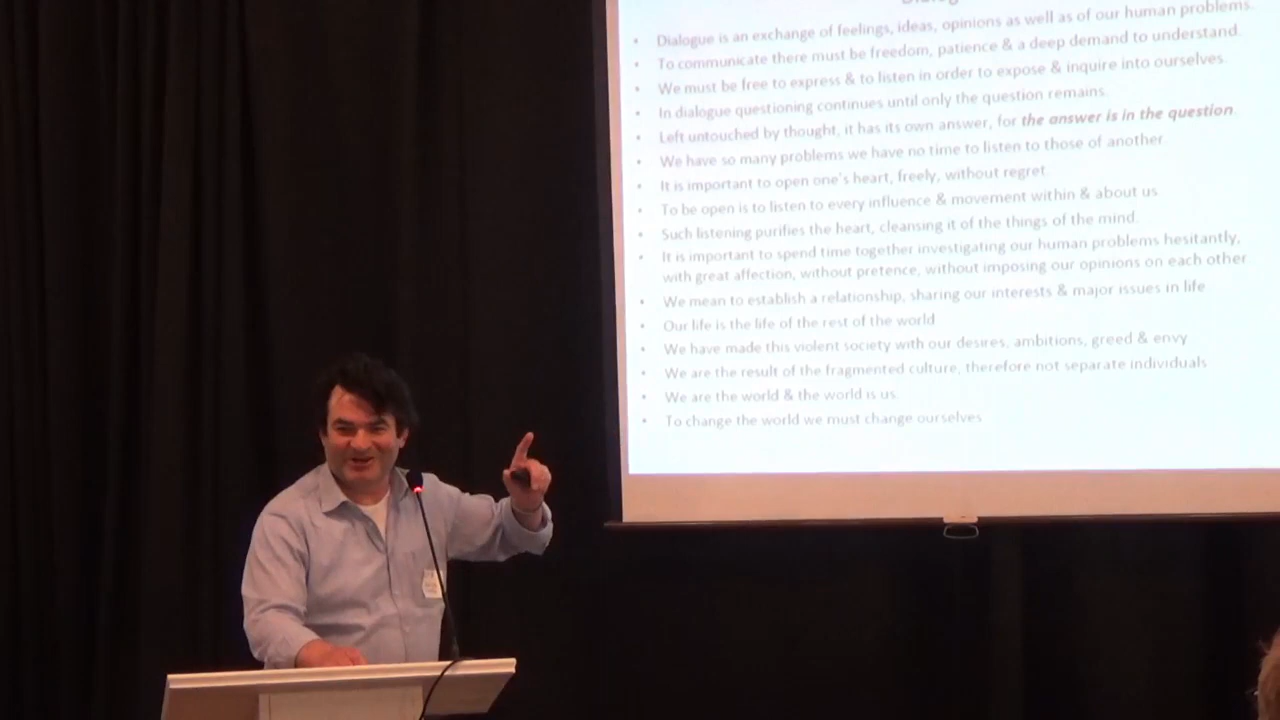 Dialog
• Dialogue is an exchange of feelings, ideas, opinions as well as of our human problems.
• To communicate there must be freedom, patience & a deep demand to understand.
• We must be free to express & to listen in order to expose & inquire into ourselves.
• In dialogue questioning continues until only the question remains.
• Left untouched by thought, it has its own answer, for the answer is in the question.
• We have so many problems we have no time to listen to those of another
• It is important to open one's heart, freely, without regret.
• To be open is to listen to every influence & movement within & about us
• Such listening purifies the heart, cleansing it of the things of the mind.
• It is important to spend time together investigating our human problems hesitantly,
with great affection, without pretence, without imposing our opinions on each other
• We mean to establish a relationship, sharing our interests & major issues in life
• Our life is the life of the rest of the world
• We have made this violent society with our desires, ambitions, greed & envy
• We are the result of the fragmented culture, therefore not separate individuals
• We are the world & the world is us.
• To change the world we must change ourselves